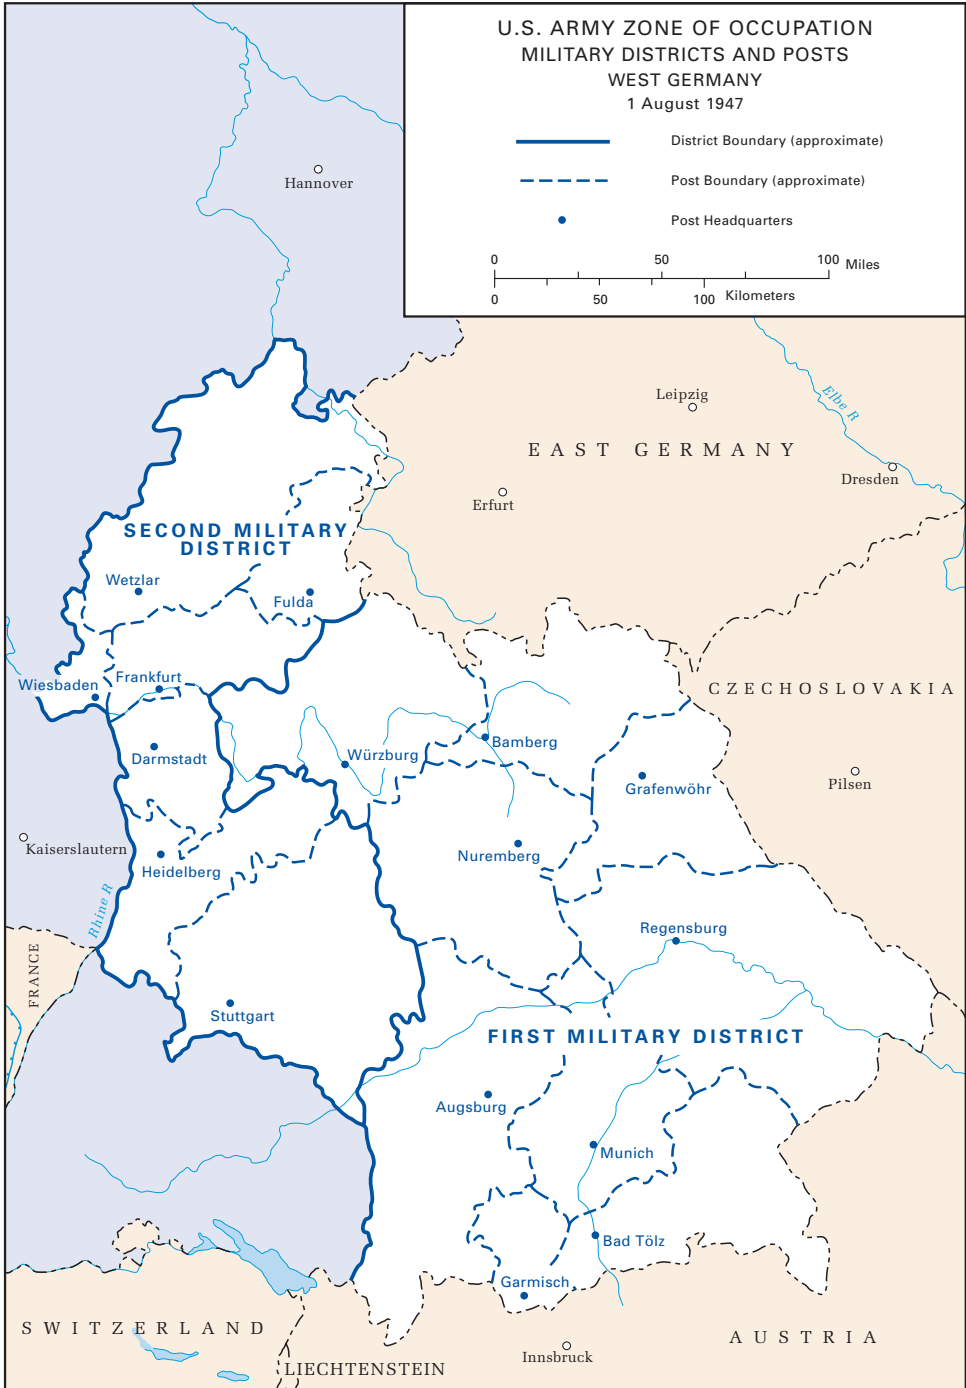 U.S. ARMY ZONE OF OCCUPATION
MILITARY DISTRICTS AND POSTS
WEST GERMANY
1 August 1947
District Boundary (approximate)
Post Boundary (approximate)
Post Headquarters
0 50 100 Miles
0 50 100 Kilometers
Hannover
Leipzig
Elbe R
EAST GERMANY
Dresden
Erfurt
SECOND MILITARY
DISTRICT
Wetzlar
Fulda
Wiesbaden
Frankfurt
CZECHOSLOVAKIA
Darmstadt
Würzburg
Bamberg
Grafenwöhr
Pilsen
Kaiserslautern
Heidelberg
Nuremberg
Rhine R
Regensburg
FRANCE
Stuttgart
FIRST MILITARY DISTRICT
Augsburg
Munich
Bad Tölz
Garmisch
SWITZERLAND
AUSTRIA
Innsbruck
LIECHTENSTEIN